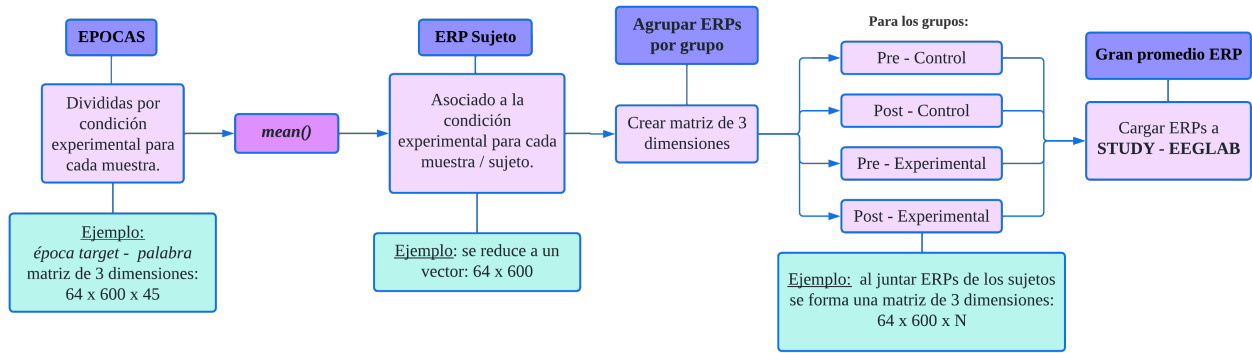 EPOCAS
Divididas por
condición
experimental para
cada muestra.
Ejemplo:
época target -  palabra
matriz de 3 dimensiones:
64 x 600 x 45
mean()
ERP Sujeto
Asociado a la
condición
experimental para cada
muestra / sujeto.
Ejemplo: se reduce a un
vector: 64 x 600
Agrupar ERPs
por grupo
Crear matriz de 3
dimensiones
Para los grupos:
Pre - Control
Post - Control
Pre - Experimental
Post - Experimental
Ejemplo:  al juntar ERPs de los sujetos
se forma una matriz de 3 dimensiones:
64 x 600 x N
Gran promedio ERP
Cargar ERPs a
STUDY - EEGLAB